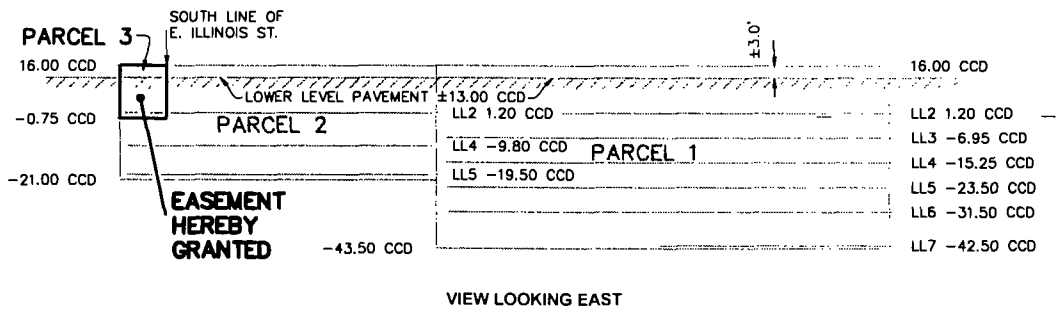 SOUTH LINE OF
E. ILLINOIS ST.
PARCEL 3
±3.0'
16.00 CCD
16.00 CCD
LOWER LEVEL PAVEMENT ±13.00 CCD
-0.75 CCD
PARCEL 2
LL2 1.20 CCD
LL2 1.20 CCD
LL3 -6.95 CCD
LL4 -9.80 CCD
PARCEL 1
LL4 -15.25 CCD
-21.00 CCD
LL5 -19.50 CCD
LL5 -23.50 CCD
EASEMENT
HEREBY
GRANTED
LL6 -31.50 CCD
-43.50 CCD
LL7 -42.50 CCD
VIEW LOOKING EAST